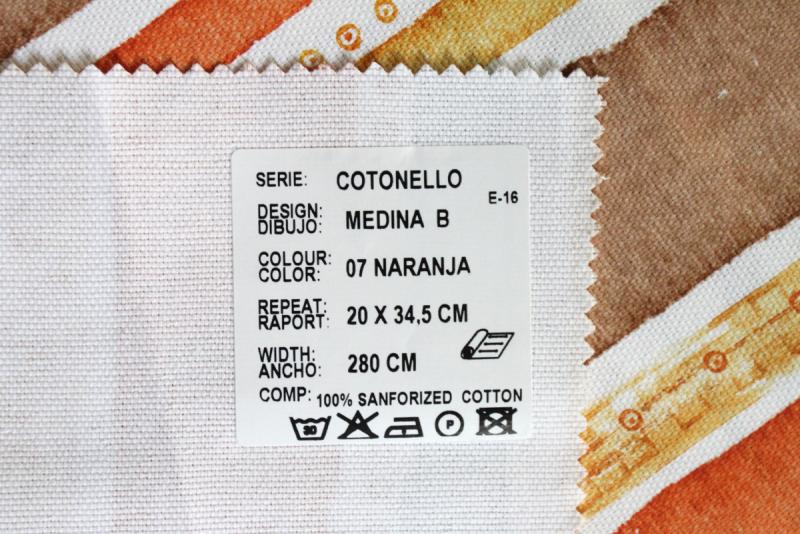 SERIE: COTONELLO
E-16
DESIGN:
DIBUJO: MEDINA B
COLOUR:
COLOR: 07 NARANJA
REPEAT:
RAPORT: 20 X 34,5 CM
WIDTH:
ANCHO: 280 CM
COMP: 100% SANFORIZED COTTON
30 P